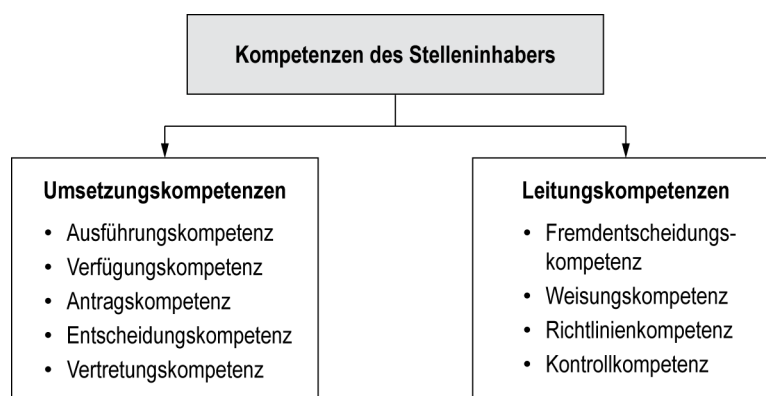 Kompetenzen des Stelleninhabers
Umsetzungskompetenzen
• Ausführungskompetenz
• Verfügungskompetenz
• Antragskompetenz
• Entscheidungskompetenz
• Vertretungskompetenz
Leitungskompetenzen
• Fremdentscheidungs-
kompetenz
• Weisungskompetenz
• Richtlinienkompetenz
• Kontrollkompetenz